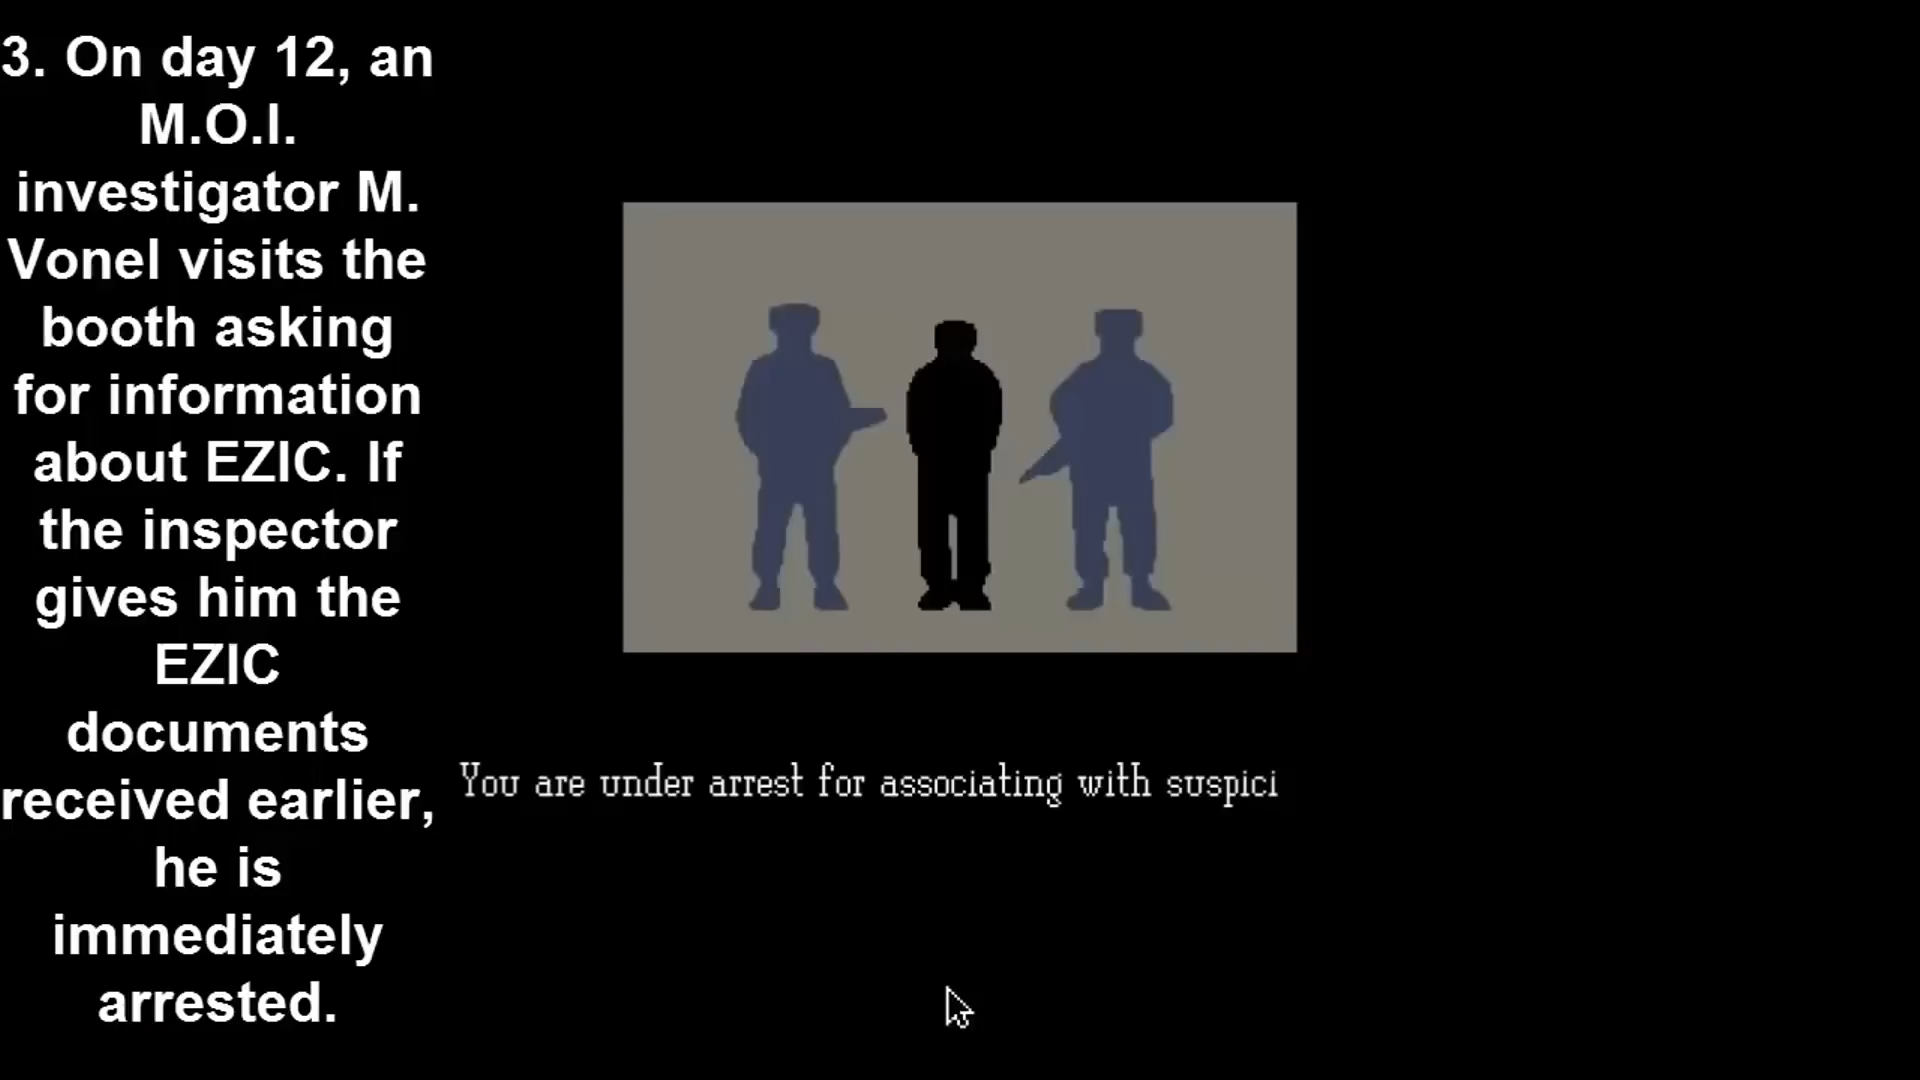 3. On day 12, an
M.O.I.
investigator M.
Vonel visits the
booth asking
for information
about EZIC. If
the inspector
gives him the
EZIC
documents
received earlier,
he is
immediately
arrested.
You are under arrest for associating with suspici